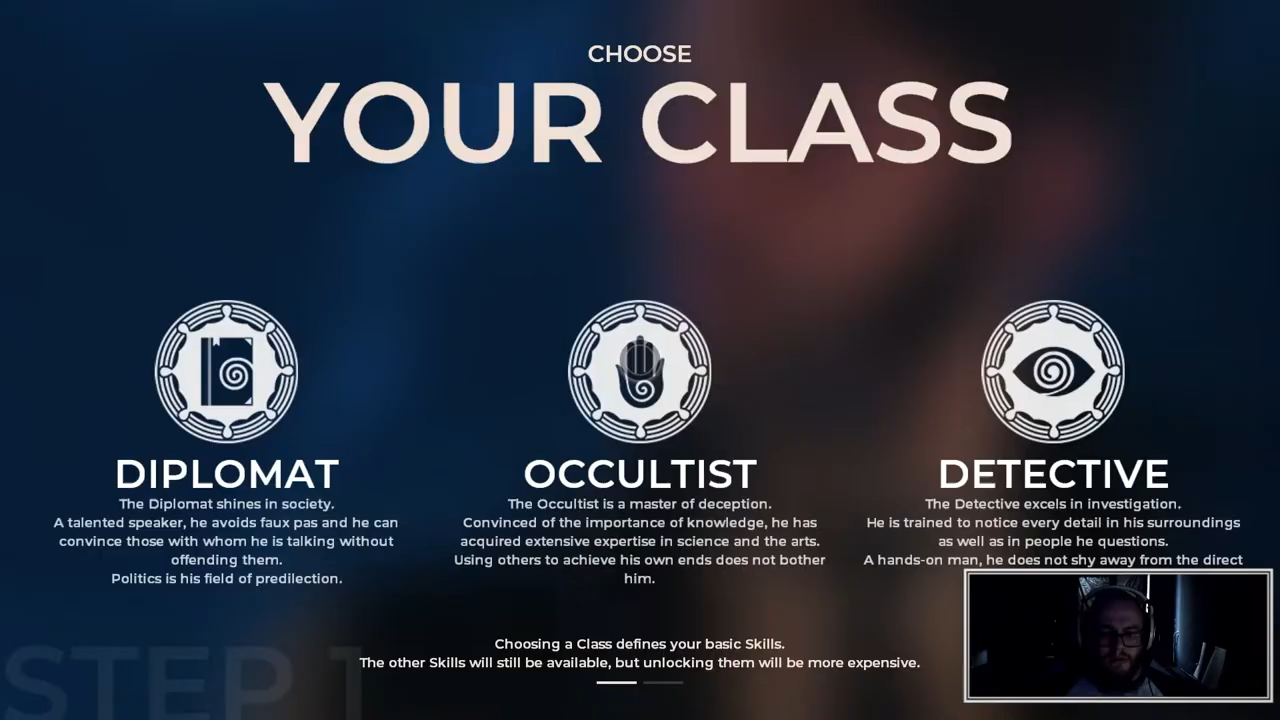 CHOOSE
YOUR CLASS
DIPLOMAT
The Diplomat shines in society.
A talented speaker, he avoids faux pas and he can
convince those with whom he is talking without
offending them.
Politics is his field of predilection.
OCCULTIST
The Occultist is a master of deception.
Convinced of the importance of knowledge, he has
acquired extensive expertise in science and the arts.
Using others to achieve his own ends does not bother
him.
DETECTIVE
The Detective excels in investigation.
He is trained to notice every detail in his surroundings
as well as in people he questions.
A hands-on man, he does not shy away from the direct
Choosing a Class defines your basic Skills.
The other Skills will still be available, but unlocking them will be more expensive.
STEP 1